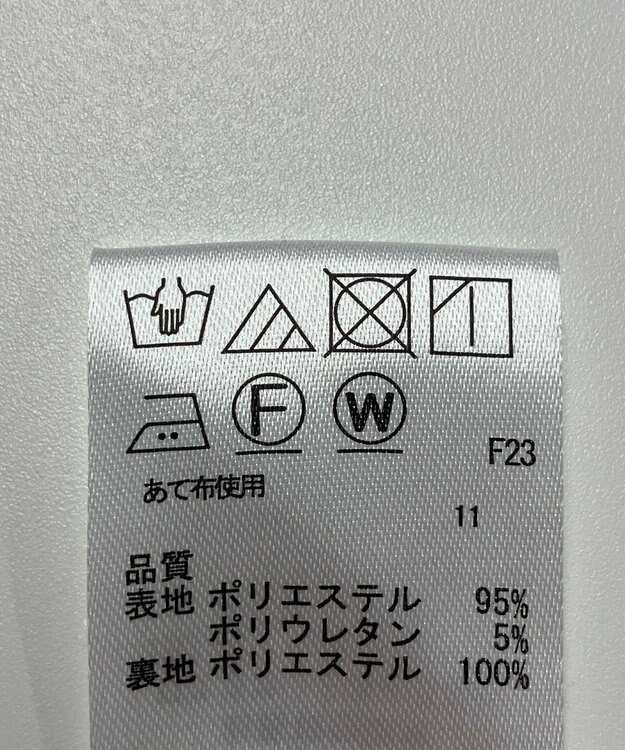 F W
F23
あて布使用
11
品質
表地 ポリエステル 95%
ポリウレタン 5%
裏地 ポリエステル 100%